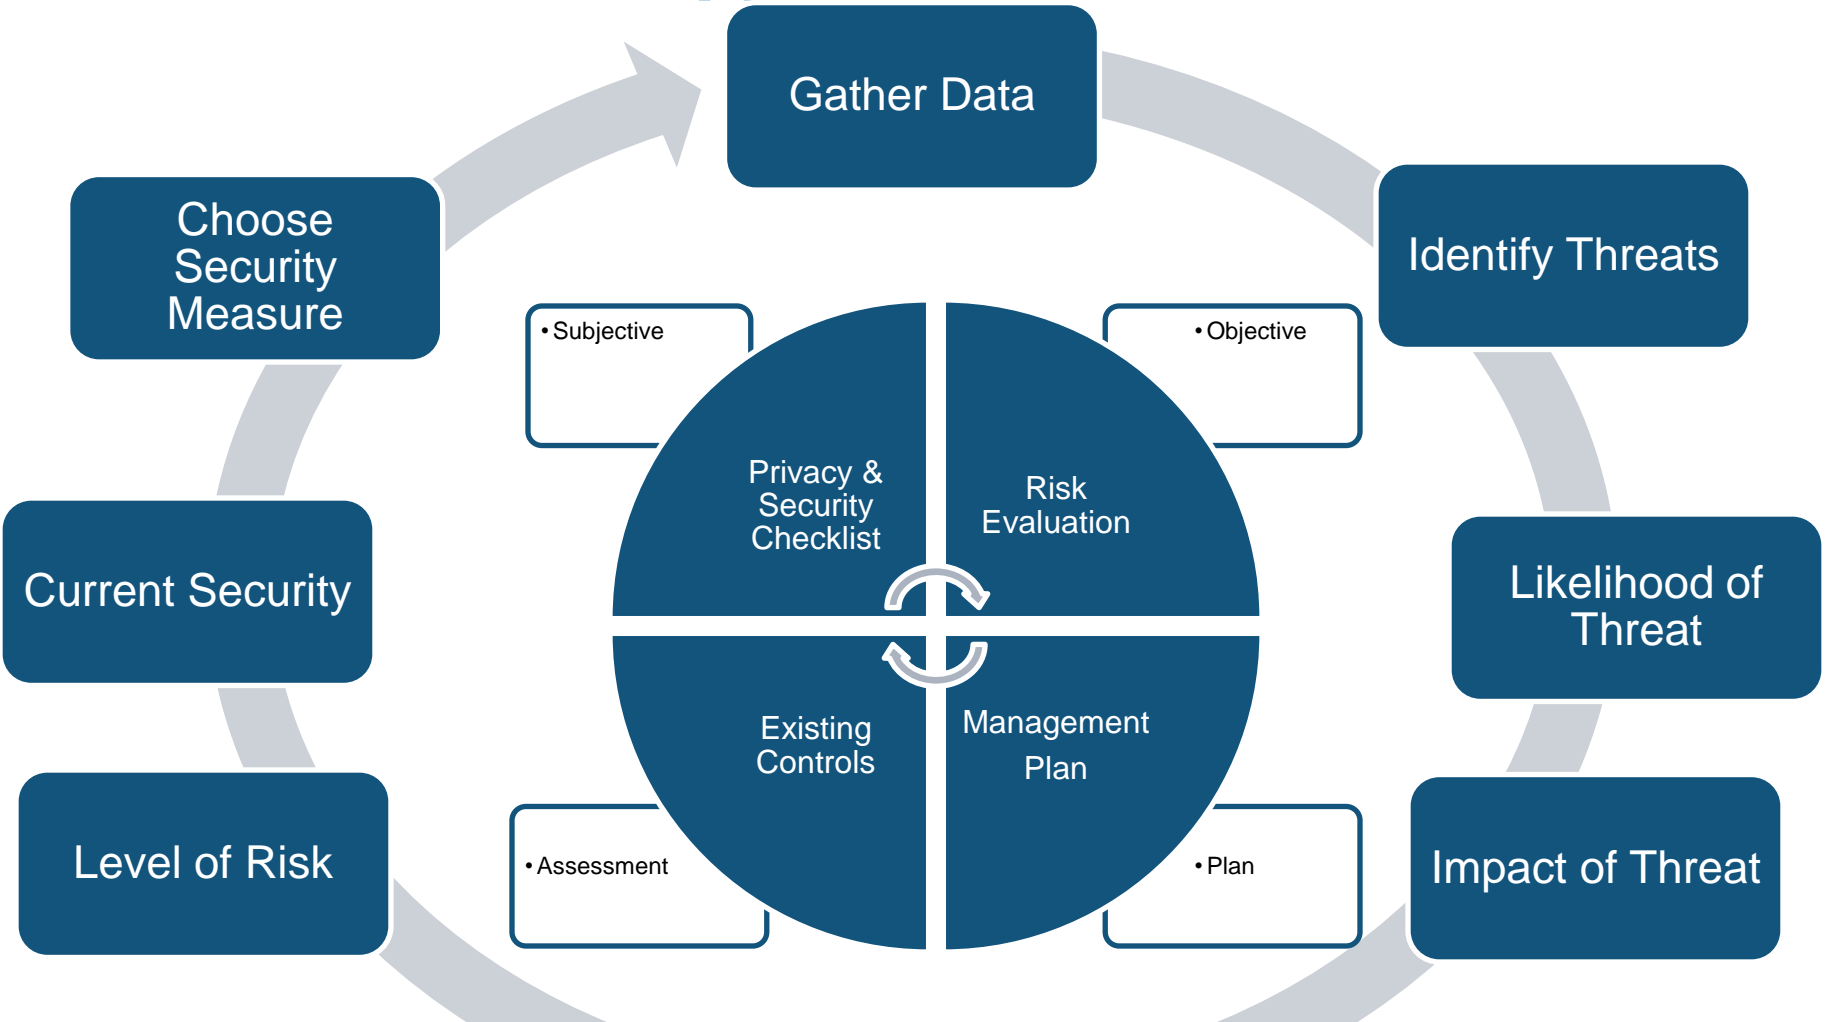 Gather Data
Identify Threats
Choose
Security
Measure
• Subjective
• Objective
Privacy &
Security
Checklist
Risk
Evaluation
Current Security
Likelihood of
Threat
Existing
Controls
Management
Plan
Level of Risk
• Assessment
• Plan
Impact of Threat